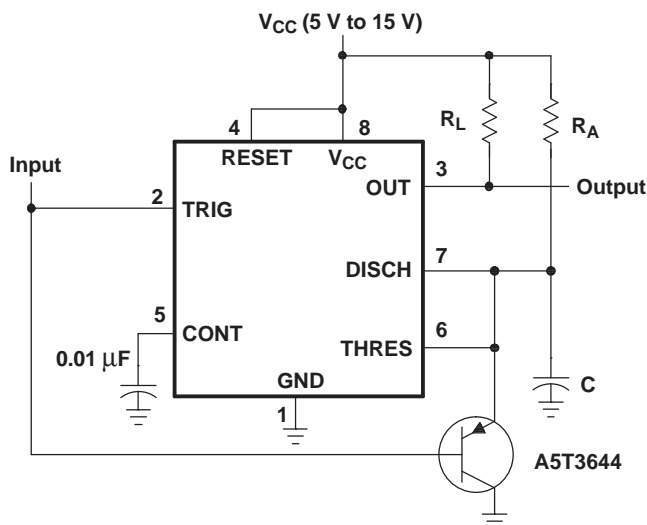 VCC (5 V to 15 V)
4
8
RL
RA
RESET
VCC
Input
3
OUT
Output
2
TRIG
DISCH
7
5
CONT
0.01 μF
THRES
6
GND
1
C
A5T3644